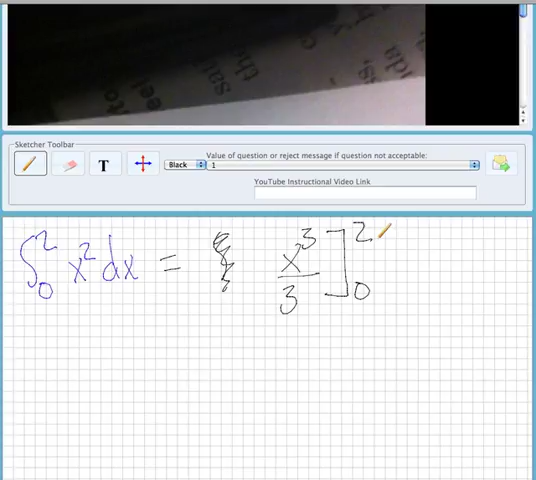 Sketcher Toolbar
T
Black
Value of question or reject message if question not acceptable:
1
YouTube Instructional Video Link
∫₀² x² dx = x³/3 ]₀²